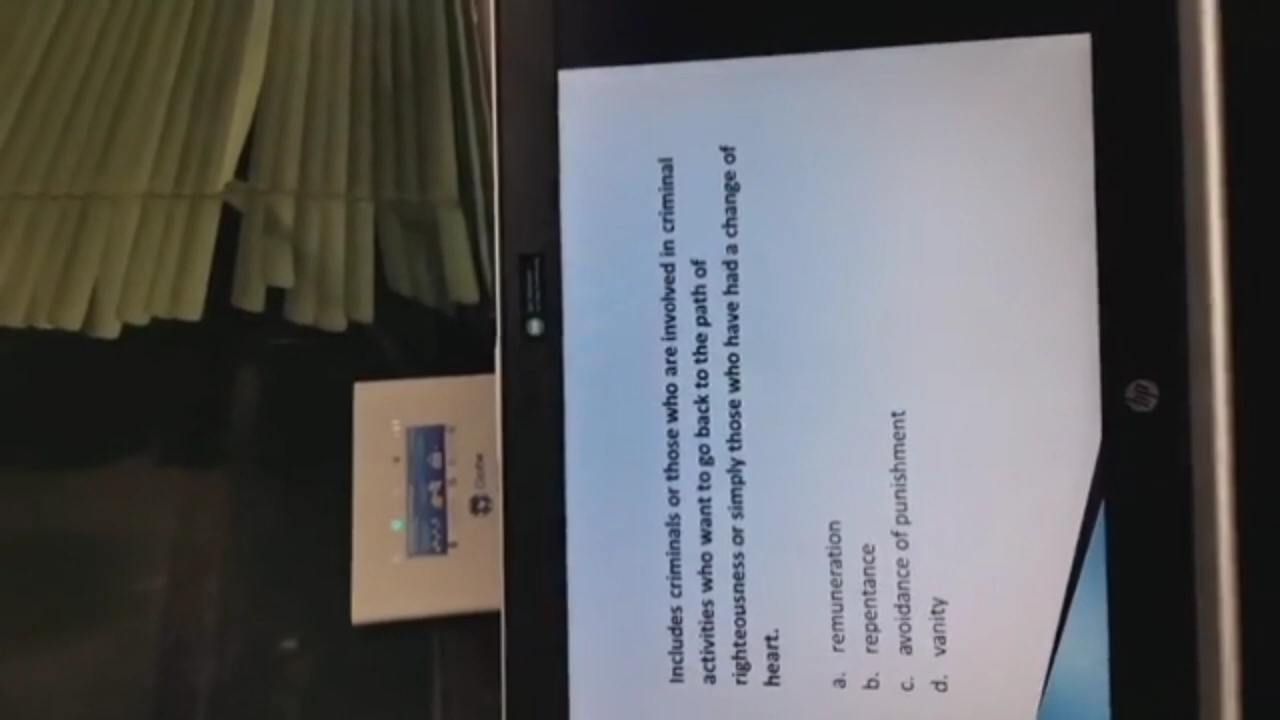 Includes criminals or those who are involved in criminal
activities who want to go back to the path of
righteousness or simply those who have had a change of
heart.
a. remuneration
b. repentance
c. avoidance of punishment
d. vanity
hp